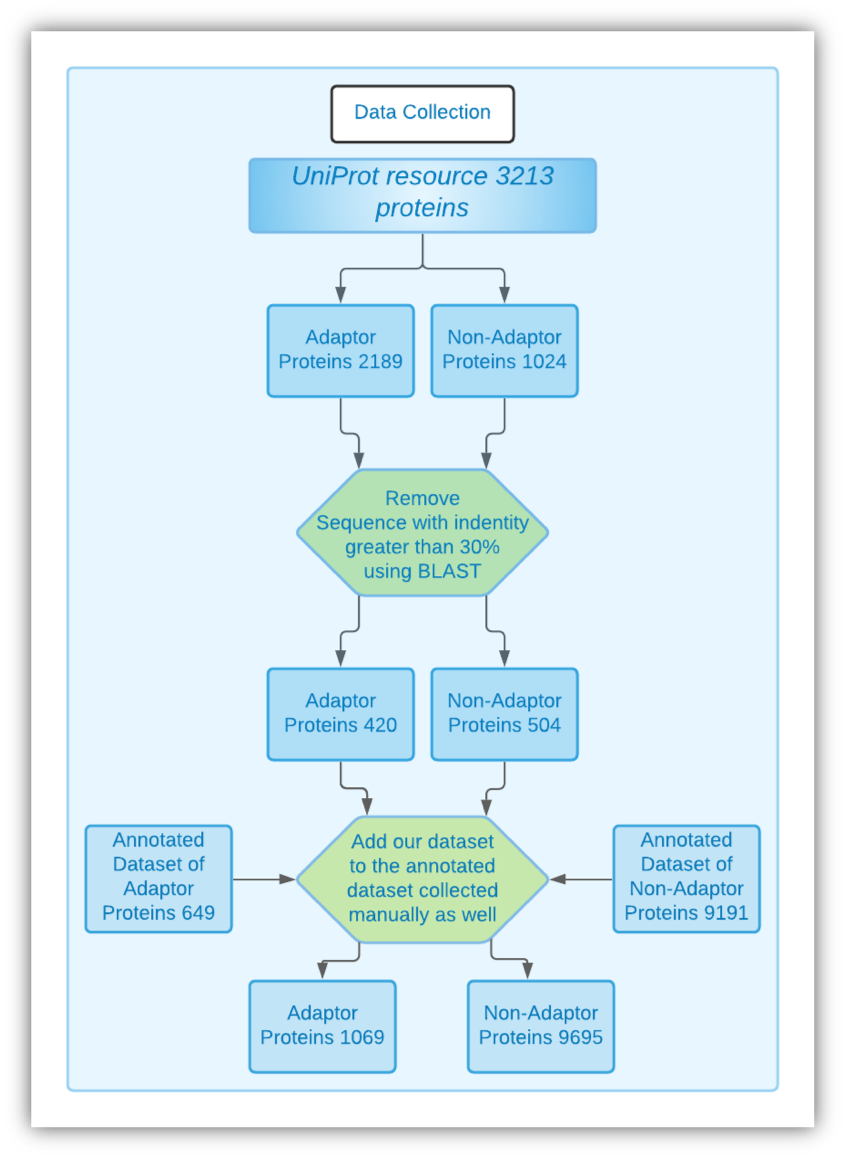 Data Collection
UniProt resource 3213
proteins
Adaptor
Proteins 2189
Non-Adaptor
Proteins 1024
Remove
Sequence with indentity
greater than 30%
using BLAST
Adaptor
Proteins 420
Non-Adaptor
Proteins 504
Annotated
Dataset of
Adaptor
Proteins 649
Add our dataset
to the annotated
dataset collected
manually as well
Annotated
Dataset of
Non-Adaptor
Proteins 9191
Adaptor
Proteins 1069
Non-Adaptor
Proteins 9695